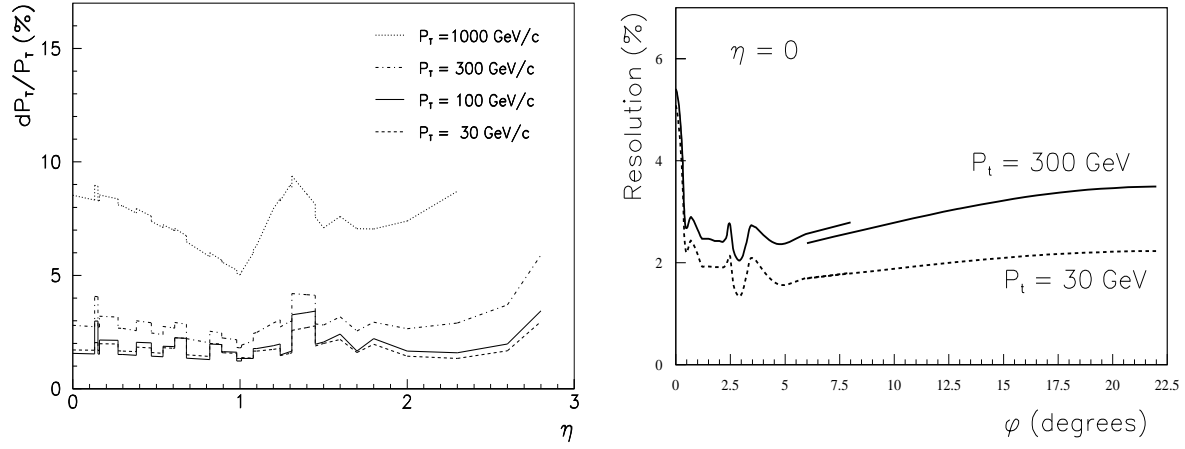 dP_T/P_T (%)
15
10
5
0
P_T = 1000 GeV/c
P_T = 300 GeV/c
P_T = 100 GeV/c
P_T = 30 GeV/c
0 1 2 3
η
Resolution (%)
6
4
2
0
η = 0
P_t = 300 GeV
P_t = 30 GeV
0 2.5 5 7.5 10 12.5 15 17.5 20 22.5
φ (degrees)